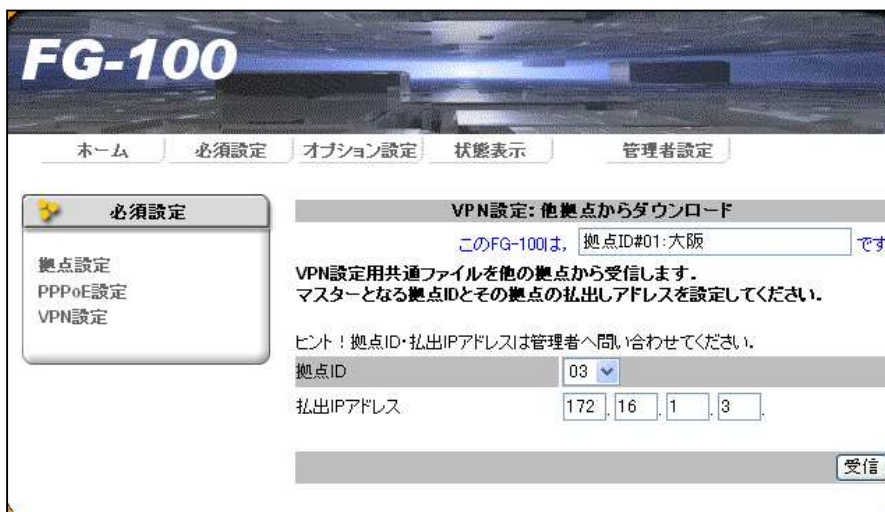 FG-100
ホーム 必須設定 オプション設定 状態表示 管理者設定
必須設定
拠点設定
PPPoE設定
VPN設定
VPN設定:他拠点からダウンロード
このFG-100は, 拠点ID#01:大阪 です
VPN設定用共通ファイルを他の拠点から受信します.
マスターとなる拠点IDとその拠点の払出しアドレスを設定してください.
ヒント!拠点ID・払出IPアドレスは管理者へ問い合わせてください.
拠点ID 03
払出IPアドレス 172 . 16 . 1 . 3 .
受信